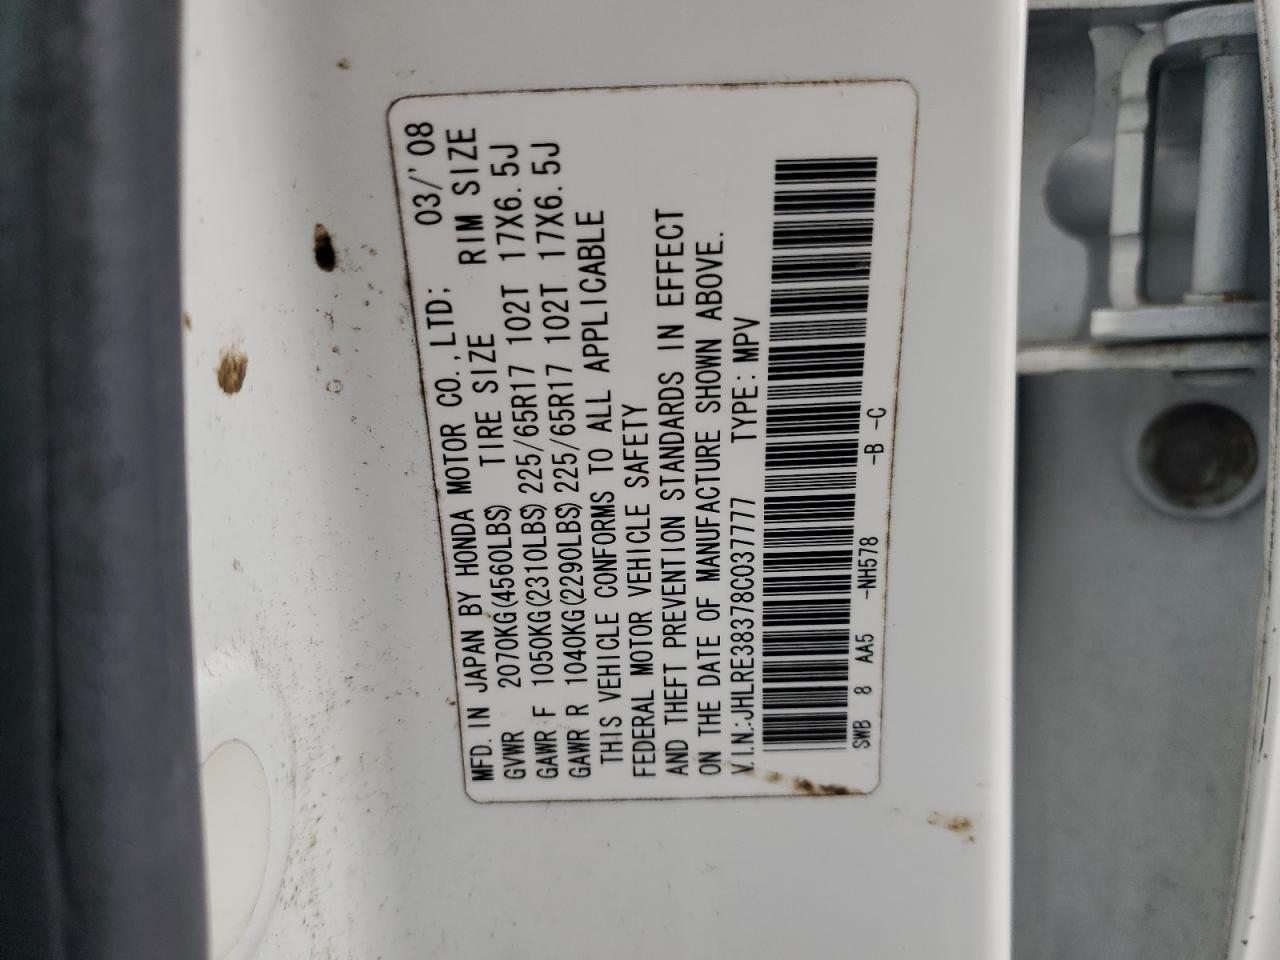 MFD. IN JAPAN BY HONDA MOTOR CO.,LTD; 03/'08
GVWR 2070KG(4560LBS) TIRE SIZE RIM SIZE
GAWR F 1050KG(2310LBS) 225/65R17 102T 17X6.5J
GAWR R 1040KG(2290LBS) 225/65R17 102T 17X6.5J
THIS VEHICLE CONFORMS TO ALL APPLICABLE
FEDERAL MOTOR VEHICLE SAFETY
AND THEFT PREVENTION STANDARDS IN EFFECT
ON THE DATE OF MANUFACTURE SHOWN ABOVE.
V.I.N.:JHLRE38378C037777 TYPE:MPV
SWB 8 AA5 -NH578 -B -C